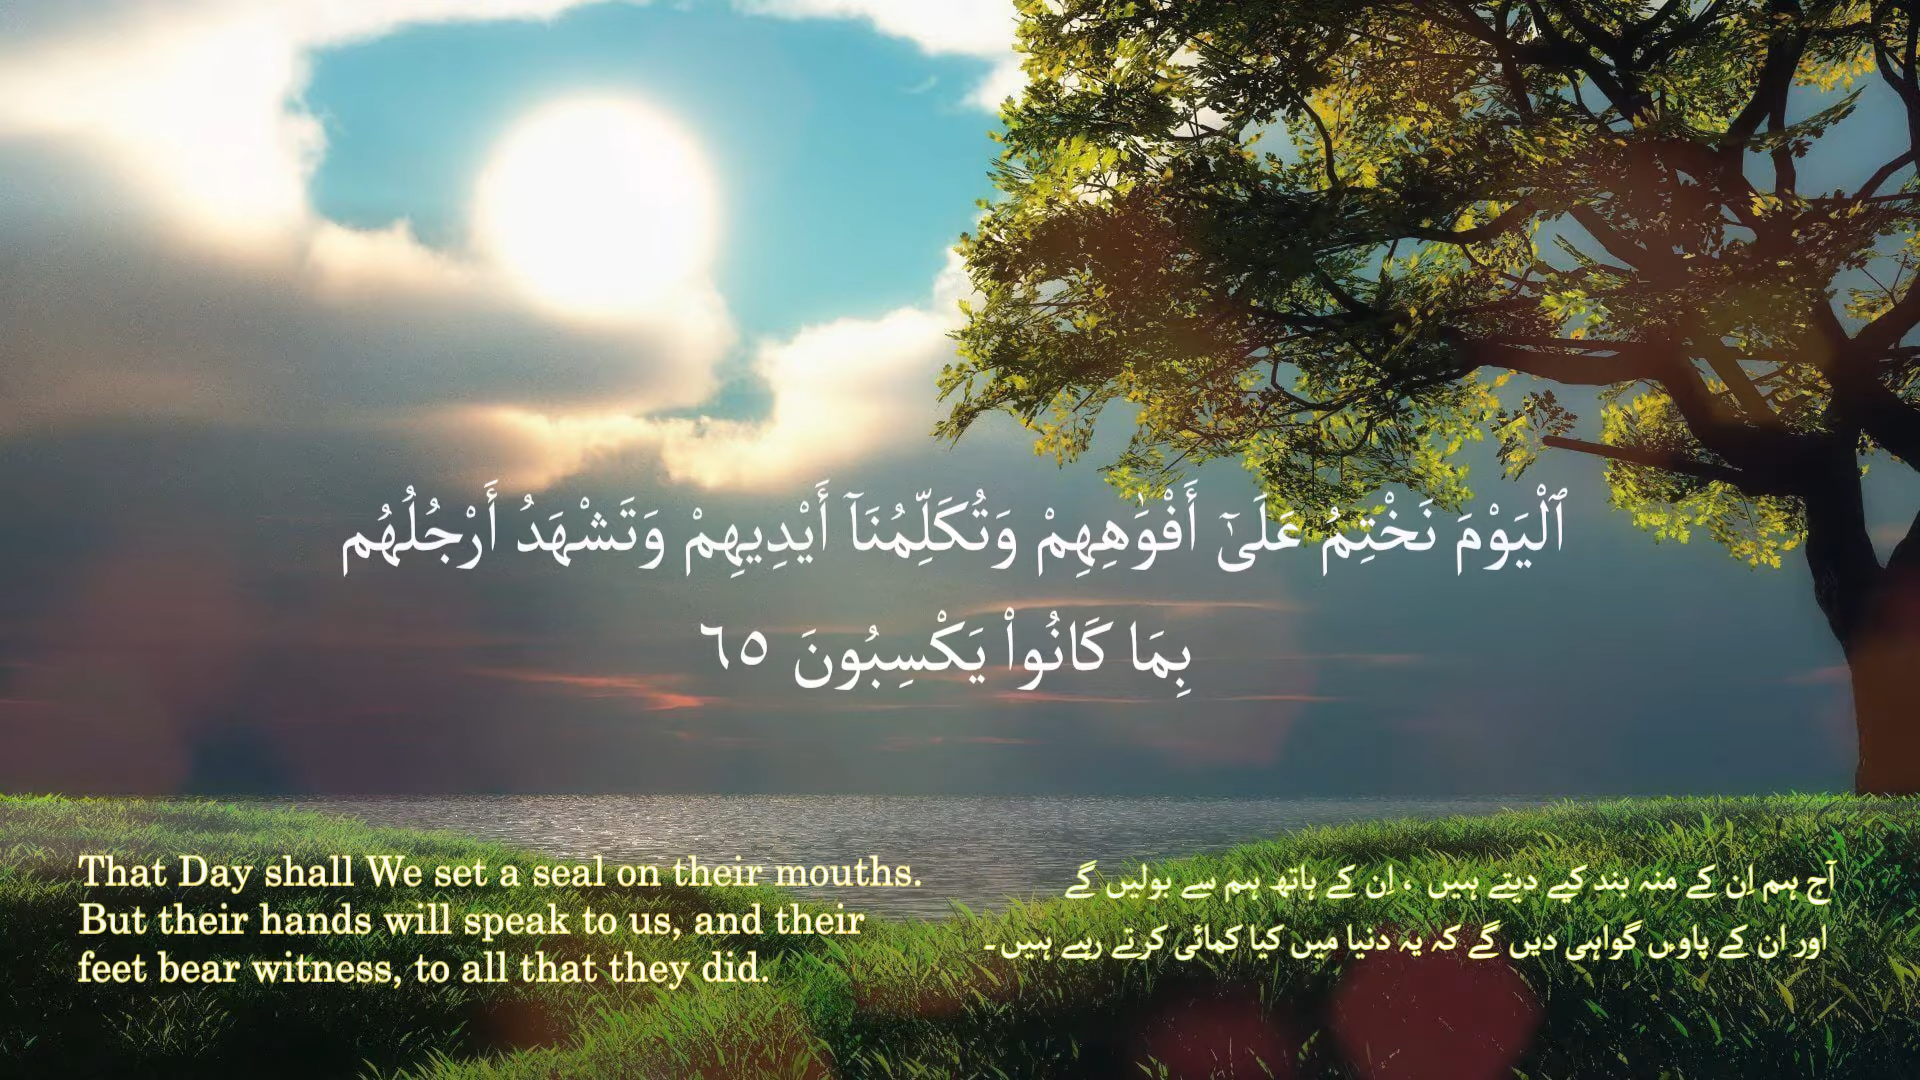 ٱلْيَوْمَ نَخْتِمُ عَلَىٰٓ أَفْوَٰهِهِمْ وَتُكَلِّمُنَآ أَيْدِيهِمْ وَتَشْهَدُ أَرْجُلُهُم
بِمَا كَانُوا۟ يَكْسِبُونَ ٦٥
That Day shall We set a seal on their mouths.
But their hands will speak to us, and their
feet bear witness, to all that they did.
آج ہم اِن کے منہ بند کیے دیتے ہیں ، اِن کے ہاتھ ہم سے بولیں گے
اور ان کے پاوٴں گواہی دیں گے کہ یہ دنیا میں کیا کمائی کرتے رہے ہیں۔